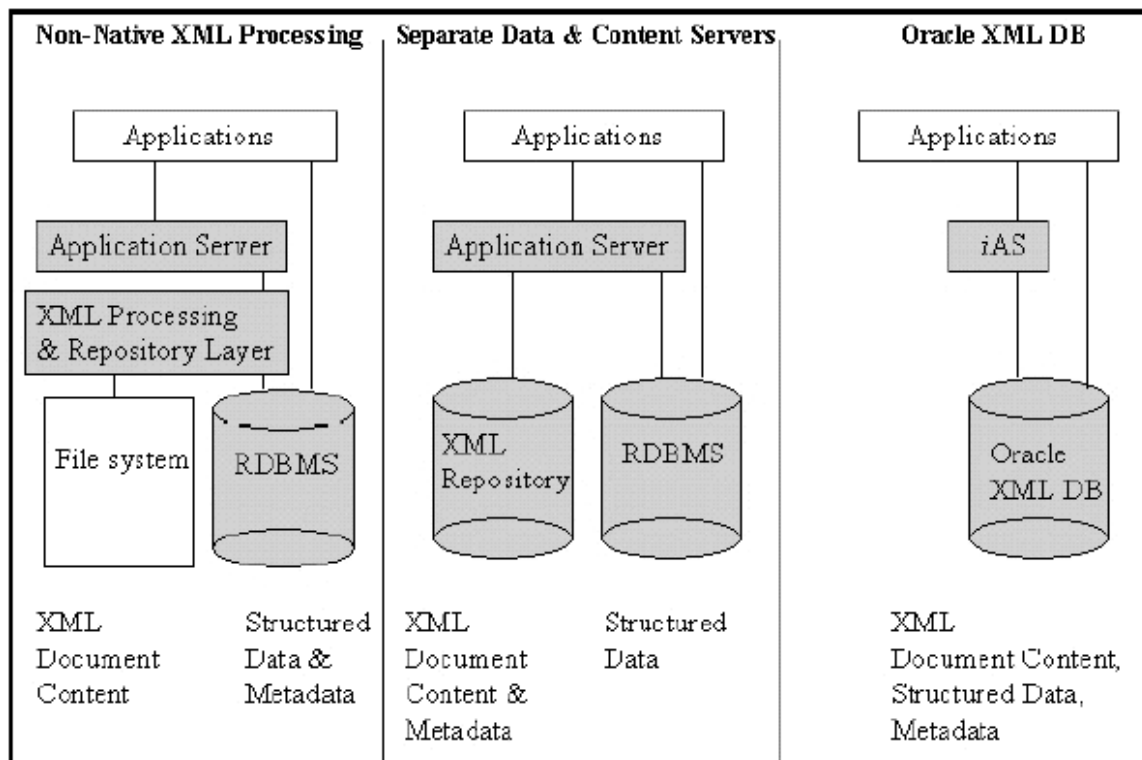 Non-Native XML Processing
Applications
Application Server
XML Processing
& Repository Layer
File system
RDBMS
XML
Document
Content
Structured
Data &
Metadata
Separate Data & Content Servers
Applications
Application Server
XML
Repository
RDBMS
XML
Document
Content &
Metadata
Structured
Data
Oracle XML DB
Applications
iAS
Oracle
XML DB
XML
Document Content,
Structured Data,
Metadata